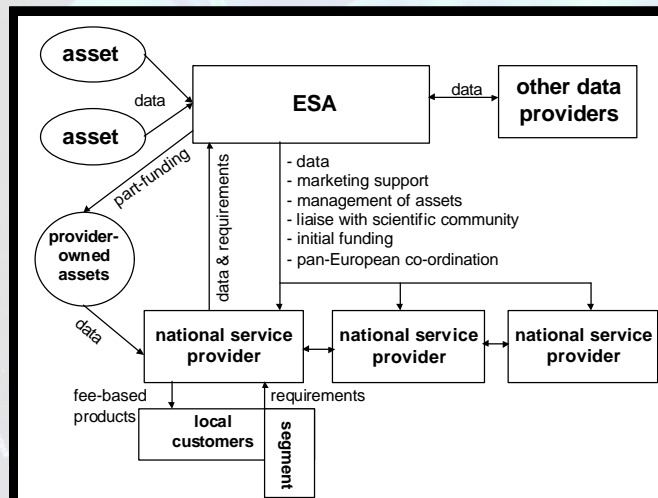 asset
asset
data
ESA
data
other data
providers
part-funding
data & requirements
- data
- marketing support
- management of assets
- liaise with scientific community
- initial funding
- pan-European co-ordination
provider-
owned
assets
data
national service
provider
national service
provider
national service
provider
fee-based
products
requirements
local
customers
segment